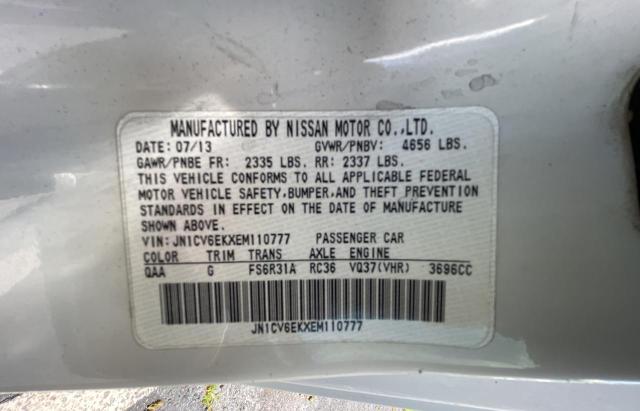 MANUFACTURED BY NISSAN MOTOR CO.,LTD.
DATE: 07/13 GVWR/PNBV: 4656 LBS.
GAWR/PNBE FR: 2335 LBS. RR: 2337 LBS.
THIS VEHICLE CONFORMS TO ALL APPLICABLE FEDERAL
MOTOR VEHICLE SAFETY,BUMPER,AND THEFT PREVENTION
STANDARDS IN EFFECT ON THE DATE OF MANUFACTURE
SHOWN ABOVE.
VIN: JN1CV6EKXEM110777 PASSENGER CAR
COLOR TRIM TRANS AXLE ENGINE
QAA G FS6R31A RC36 VQ37(VHR) 3696CC
JN1CV6EKXEM110777